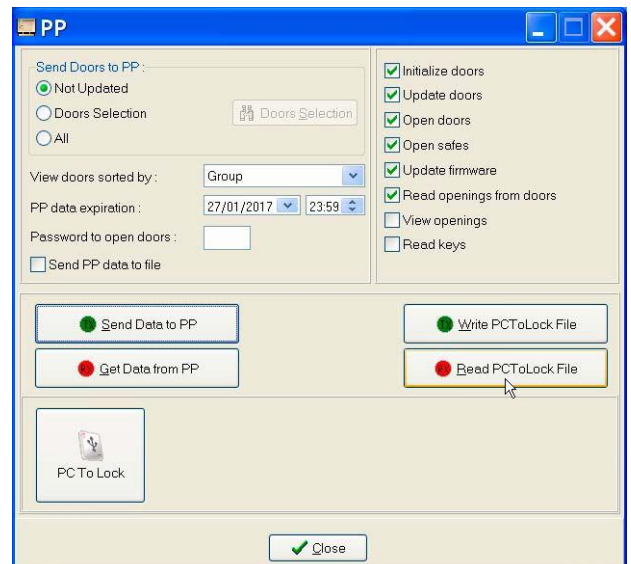 PP
Send Doors to PP :
Not Updated
Doors Selection
Doors Selection
All
View doors sorted by :
Group
PP data expiration :
27/01/2017
23:59
Password to open doors :
Send PP data to file
Initialize doors
Update doors
Open doors
Open safes
Update firmware
Read openings from doors
View openings
Read keys
Send Data to PP
Write PCToLock File
Get Data from PP
Read PCToLock File
PC To Lock
Close